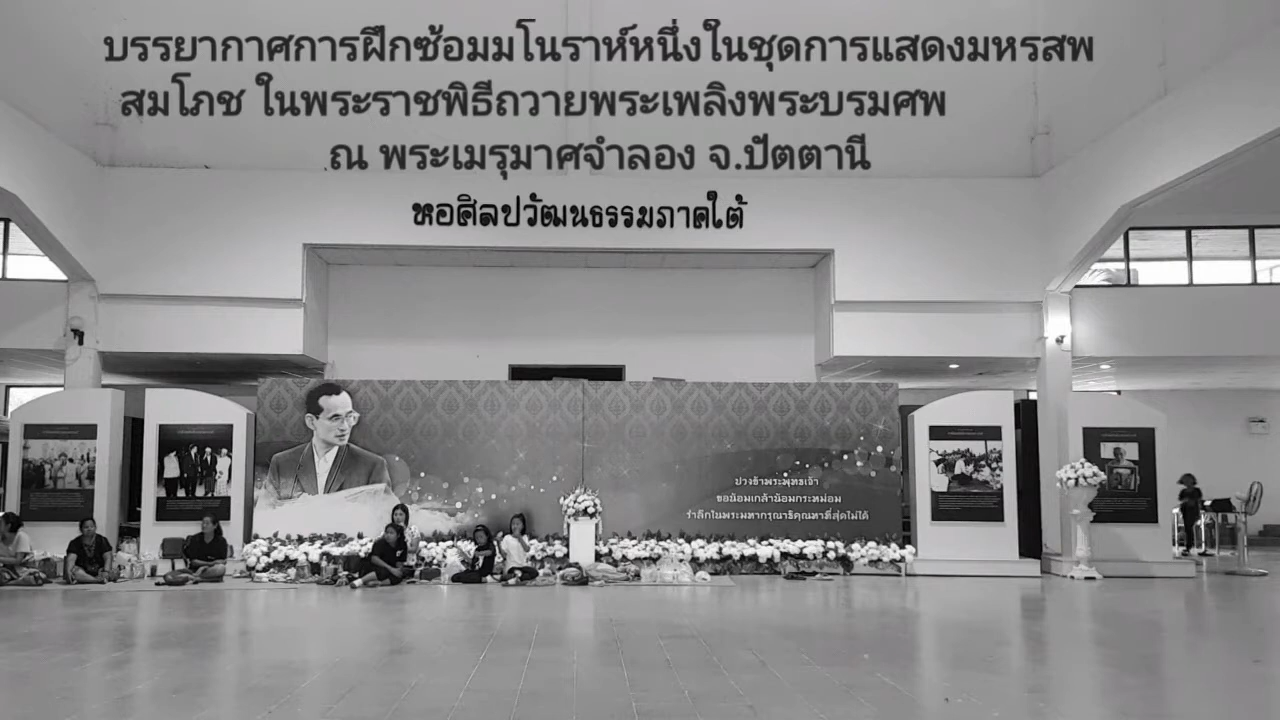 บรรยากาศการฝึกซ้อมมโนราห์หนึ่งในชุดการแสดงมหรสพ
สมโภช ในพระราชพิธีถวายพระเพลิงพระบรมศพ
ณ พระเมรุมาศจำลอง จ.ปัตตานี
หอศิลปวัฒนธรรมภาคใต้
ปวงข้าพระพุทธเจ้า
ขอน้อมเกล้าน้อมกระหม่อม
รำลึกในพระมหากรุณาธิคุณหาที่สุดไม่ได้